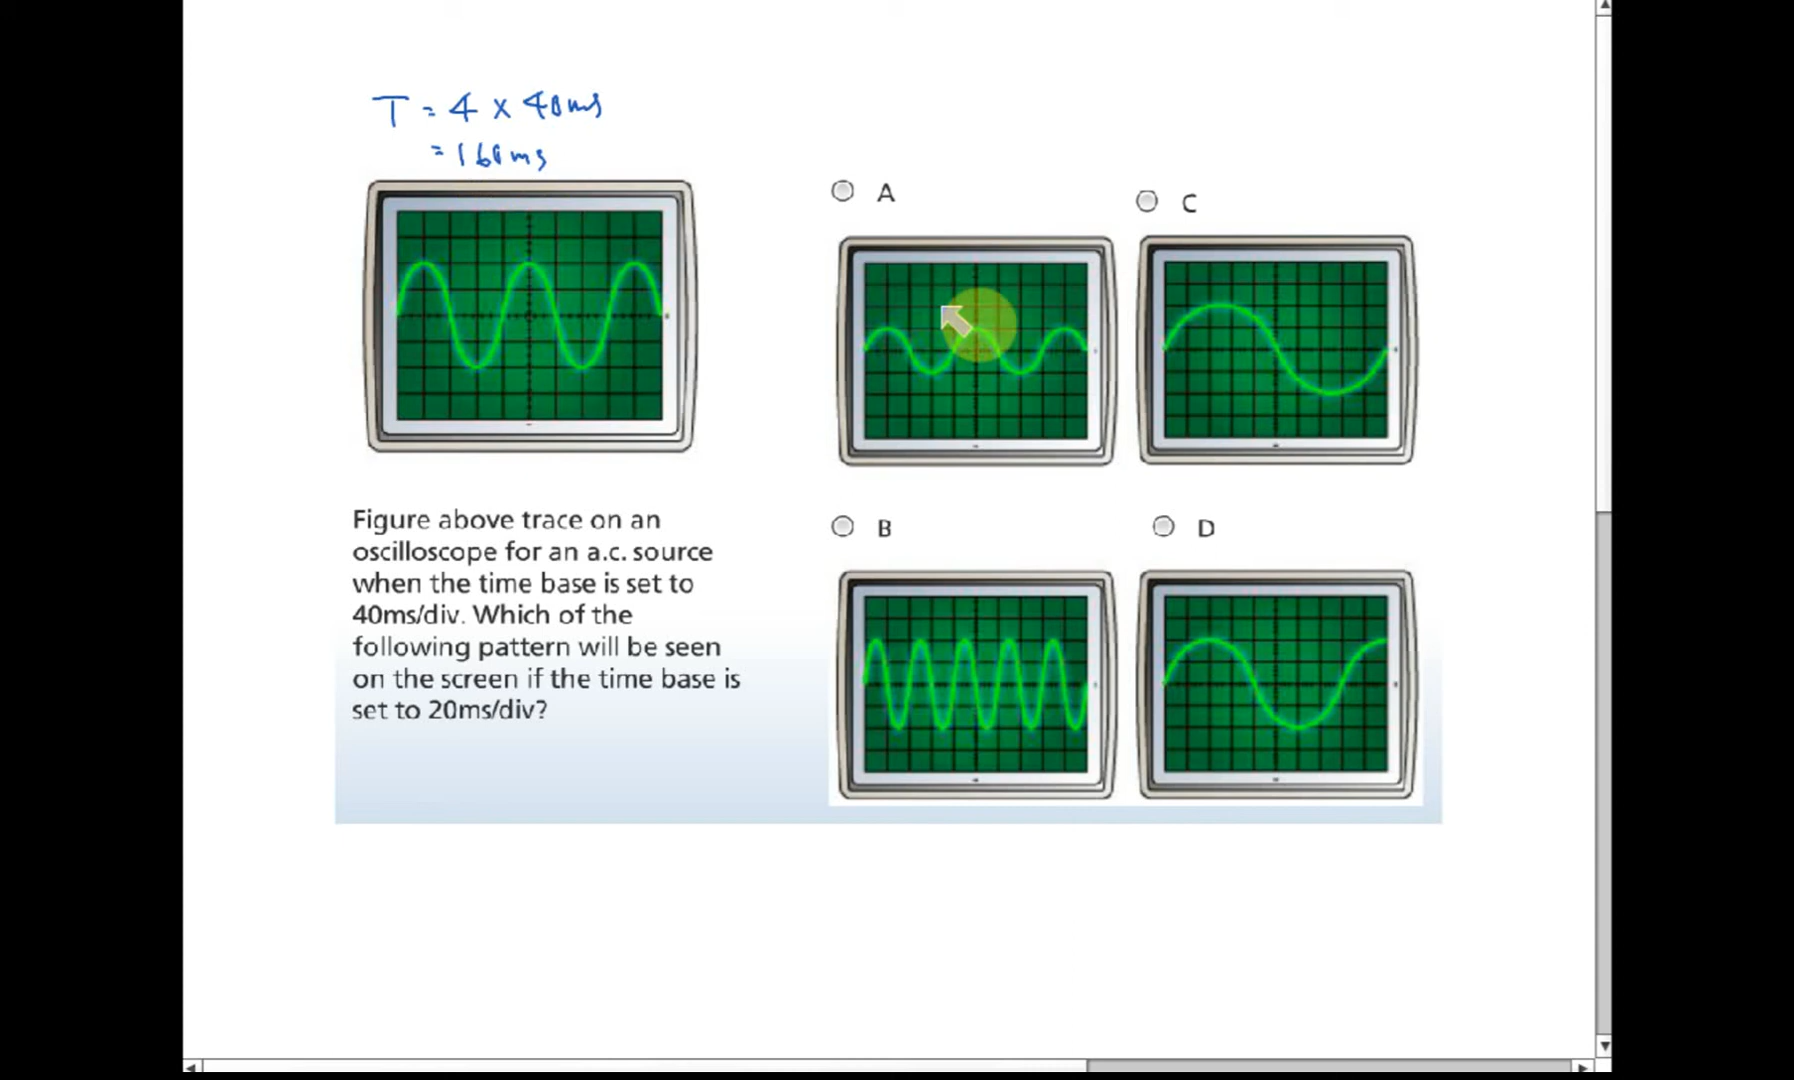 T = 4 × 40ms
= 160ms
A
C
Figure above trace on an
oscilloscope for an a.c. source
when the time base is set to
40ms/div. Which of the
following pattern will be seen
on the screen if the time base is
set to 20ms/div?
B
D